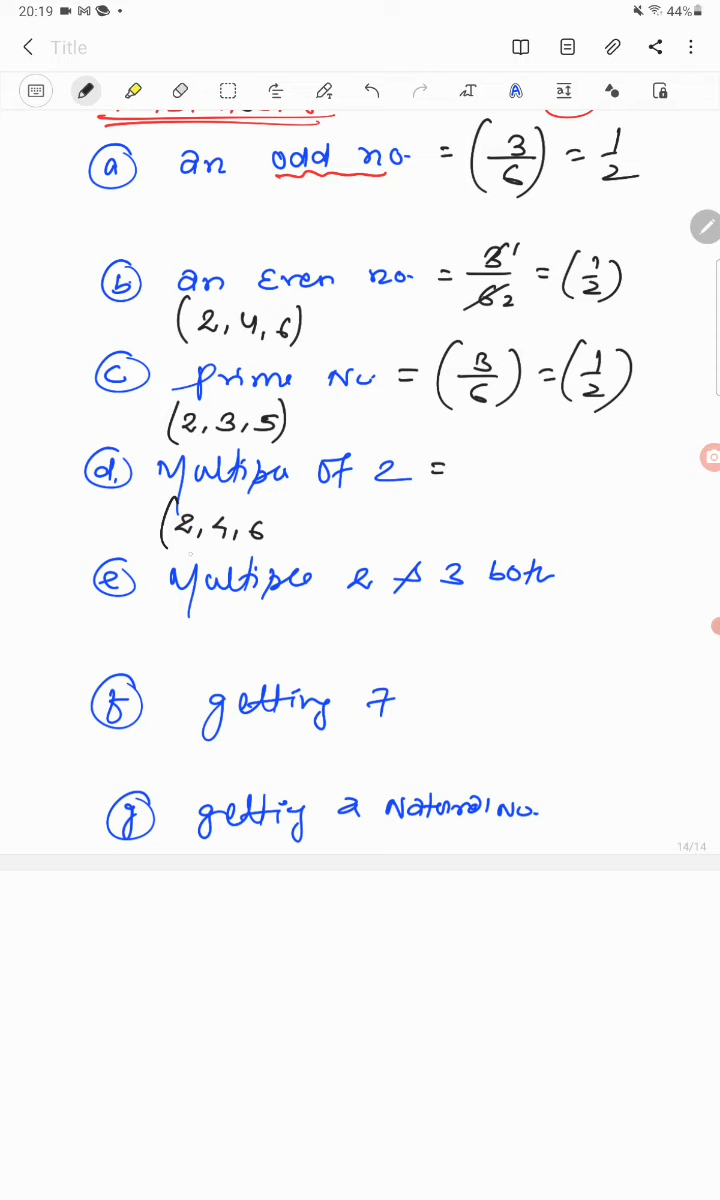 20:19
44%
Title
(a) an odd no. = (3/6) = 1/2
(b) an Even no. = 3/6 1 2 = (1/2)
(2,4,6)
(c) prime No = (3/6) = (1/2)
(2,3,5)
(d.) of 2 =
(2,4,6
(e) Multiple 2 3 both
(f) getting 7
(g) a Natural No.
14/14